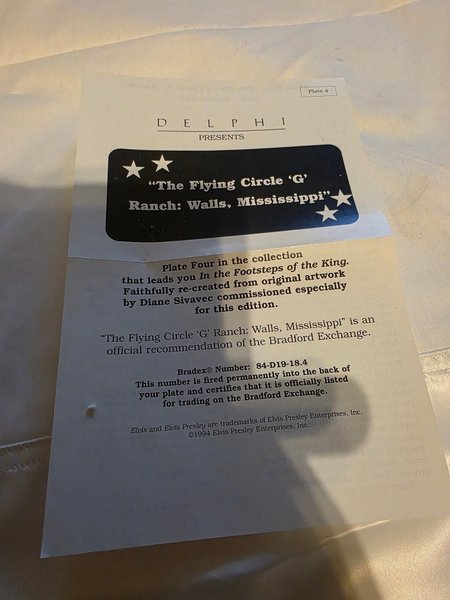 Plate 4
DELPHI
PRESENTS
“The Flying Circle ‘G’
Ranch: Walls, Mississippi”
Plate Four in the collection
that leads you In the Footsteps of the King.
Faithfully re-created from original artwork
by Diane Sivavec commissioned especially
for this edition.
“The Flying Circle ‘G’ Ranch: Walls, Mississippi” is an
official recommendation of the Bradford Exchange.
Bradex® Number: 84-D19-18.4
This number is fired permanently into the back of
your plate and certifies that it is officially listed
for trading on the Bradford Exchange.
Elvis and Elvis Presley are trademarks of Elvis Presley Enterprises, Inc.
©1994 Elvis Presley Enterprises, Inc.